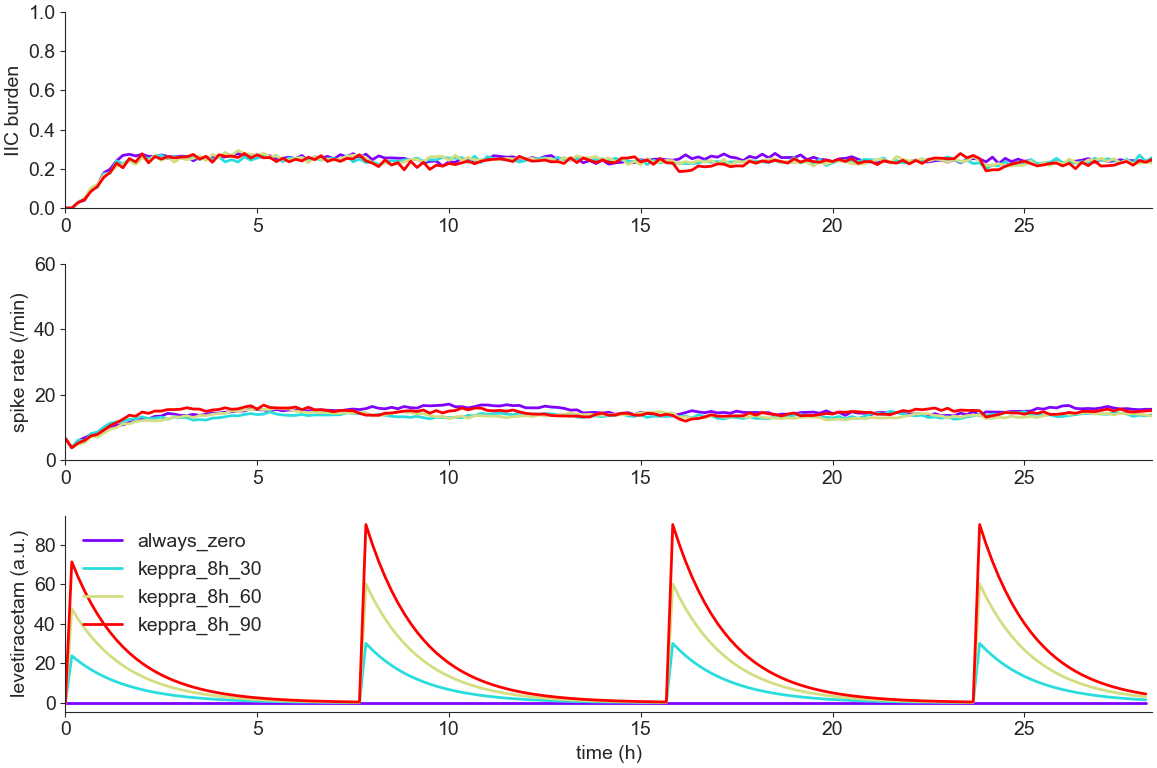 1.0
0.8
0.6
0.4
0.2
0.0
IIC burden
0 5 10 15 20 25
60
40
20
0
spike rate (/min)
0 5 10 15 20 25
80
60
40
20
0
levetiracetam (a.u.)
always_zero
keppra_8h_30
keppra_8h_60
keppra_8h_90
0 5 10 15 20 25
time (h)